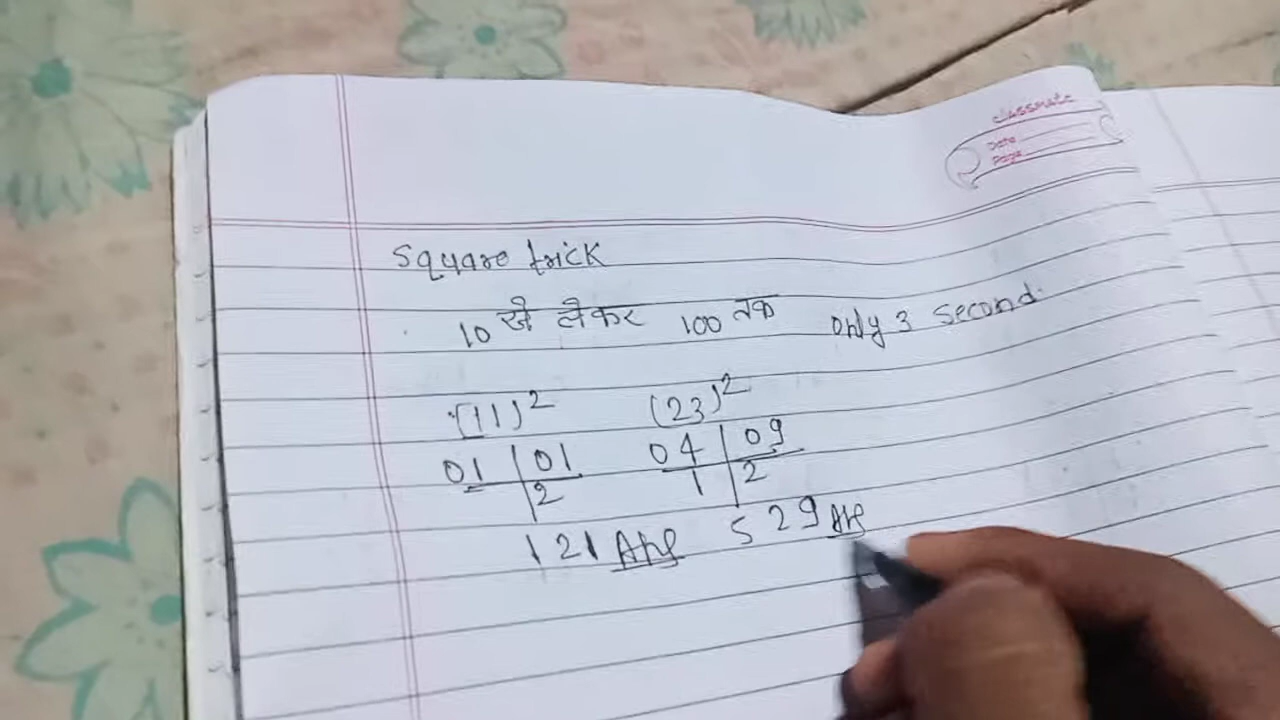 classmate
Date
Page
Square trick
10 से लेकर 100 तक only 3 second.
(11)² (23)²
01 | 01 04 | 09
2 1 | 2
121 Ans 529 Ans